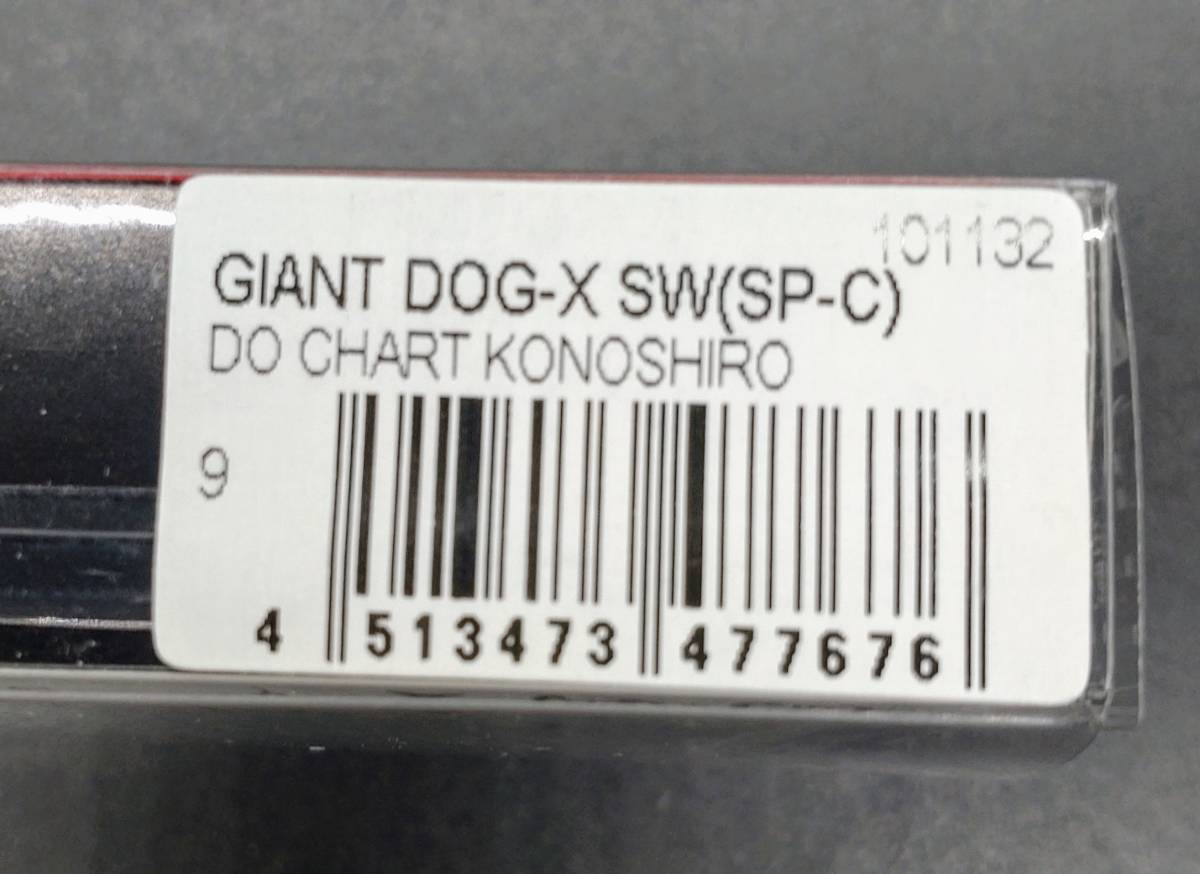 101132
GIANT DOG-X SW(SP-C)
DO CHART KONOSHIRO
9
4 513473 477676